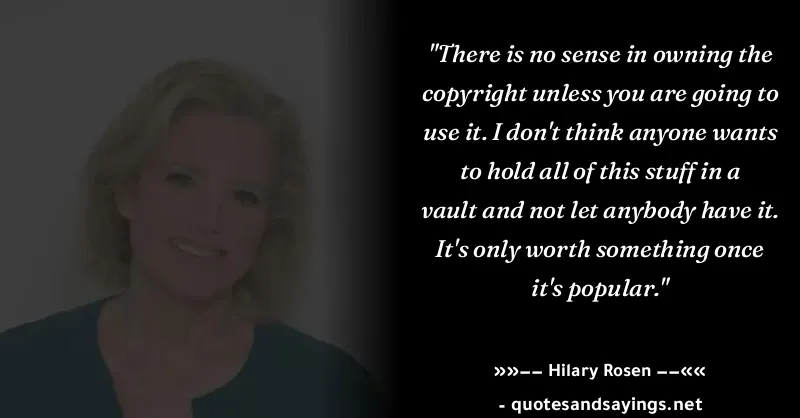 "There is no sense in owning the
copyright unless you are going to
use it. I don't think anyone wants
to hold all of this stuff in a
vault and not let anybody have it.
It's only worth something once
it's popular."
»»−− Hilary Rosen −−««
- quotesandsayings.net